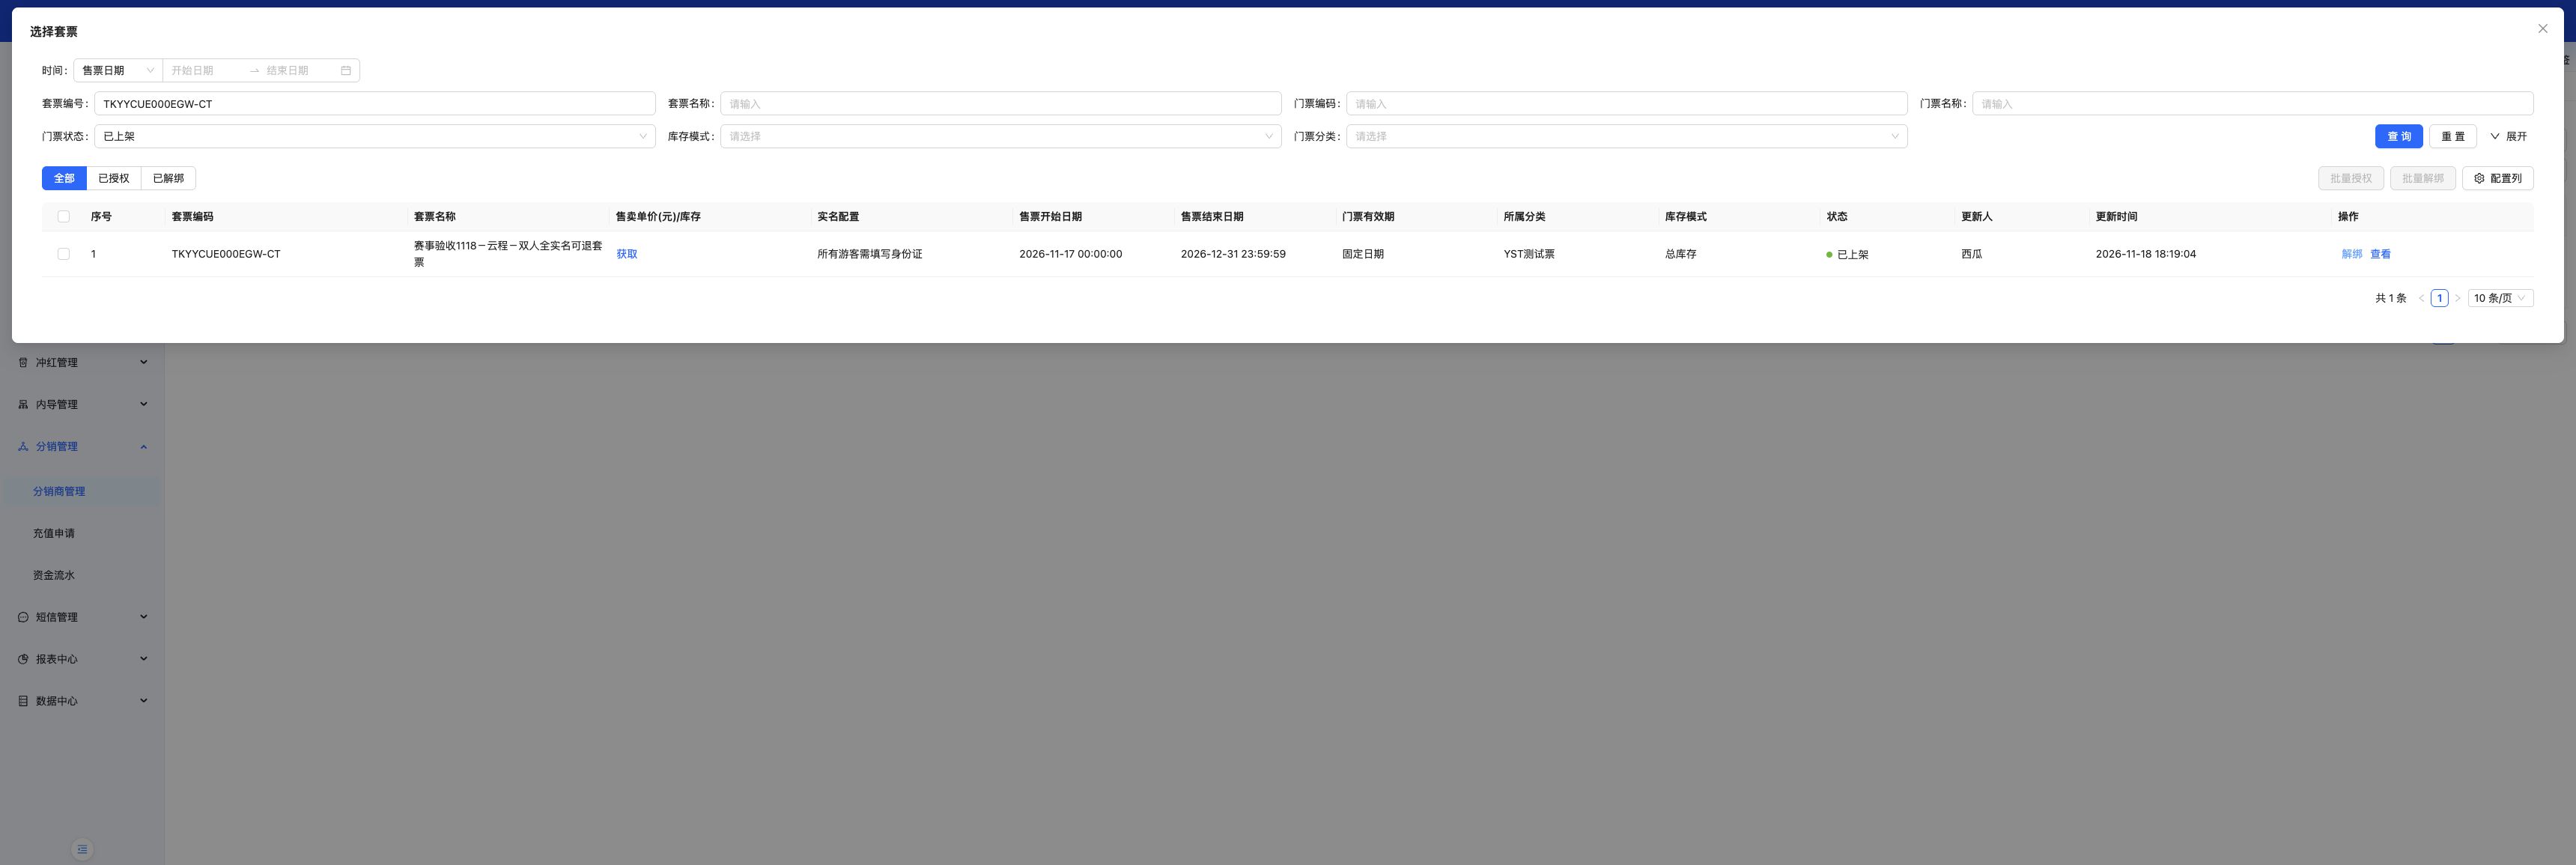 选择套票
时间： 售票日期 开始日期 结束日期
套票编号： TKYYCUE000EGW-CT 套票名称： 请输入 门票编码： 请输入 门票名称： 请输入
门票状态： 已上架 库存模式： 请选择 门票分类： 请选择 查 询 重 置 展开
全部 已授权 已解绑 批量授权 批量解绑 配置列
序号 套票编码 套票名称 售卖单价(元)/库存 实名配置 售票开始日期 售票结束日期 门票有效期 所属分类 库存模式 状态 更新人 更新时间 操作
1 TKYYCUE000EGW-CT 赛事验收1118－云程－双人全实名可退套
票 获取 所有游客需填写身份证 2026-11-17 00:00:00 2026-12-31 23:59:59 固定日期 YST测试票 总库存 已上架 西瓜 2026-11-18 18:19:04 解绑 查看
共 1 条 1 10 条/页
冲红管理
内导管理
分销管理
分销商管理
充值申请
资金流水
短信管理
报表中心
数据中心